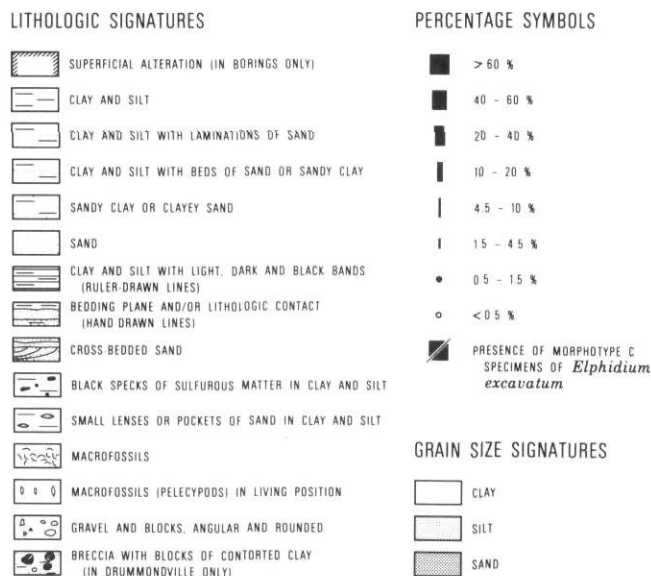 LITHOLOGIC SIGNATURES
SUPERFICIAL ALTERATION (IN BORINGS ONLY)
CLAY AND SILT
CLAY AND SILT WITH LAMINATIONS OF SAND
CLAY AND SILT WITH BEDS OF SAND OR SANDY CLAY
SANDY CLAY OR CLAYEY SAND
SAND
CLAY AND SILT WITH LIGHT, DARK AND BLACK BANDS
(RULER-DRAWN LINES)
BEDDING PLANE AND/OR LITHOLOGIC CONTACT
(HAND DRAWN LINES)
CROSS BEDDED SAND
BLACK SPECKS OF SULFUROUS MATTER IN CLAY AND SILT
SMALL LENSES OR POCKETS OF SAND IN CLAY AND SILT
MACROFOSSILS
MACROFOSSILS (PELECYPODS) IN LIVING POSITION
GRAVEL AND BLOCKS, ANGULAR AND ROUNDED
BRECCIA WITH BLOCKS OF CONTORTED CLAY
(IN DRUMMONDVILLE ONLY)
PERCENTAGE SYMBOLS
> 60 %
40 - 60 %
20 - 40 %
10 - 20 %
4.5 - 10 %
1.5 - 4.5 %
0.5 - 1.5 %
< 0.5 %
PRESENCE OF MORPHOTYPE C
SPECIMENS OF Elphidium
excavatum
GRAIN SIZE SIGNATURES
CLAY
SILT
SAND